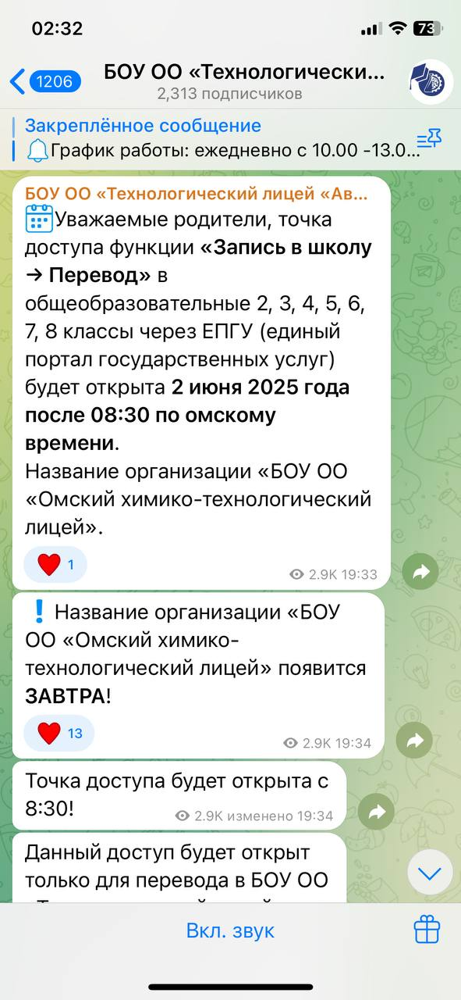 02:32
73
1206
БОУ ОО «Технологически...
2,313 подписчиков
Закреплённое сообщение
График работы: ежедневно с 10.00 -13.0...
БОУ ОО «Технологический лицей «Ав...
Уважаемые родители, точка
доступа функции «Запись в школу
→ Перевод» в
общеобразовательные 2, 3, 4, 5, 6,
7, 8 классы через ЕПГУ (единый
портал государственных услуг)
будет открыта 2 июня 2025 года
после 08:30 по омскому
времени.
Название организации «БОУ ОО
«Омский химико-технологический
лицей».
1
2.9K 19:33
❗ Название организации «БОУ
ОО «Омский химико-
технологический лицей» появится
ЗАВТРА!
13
2.9K 19:34
Точка доступа будет открыта с
8:30!
2.9K изменено 19:34
Данный доступ будет открыт
только для перевода в БОУ ОО
Вкл. звук